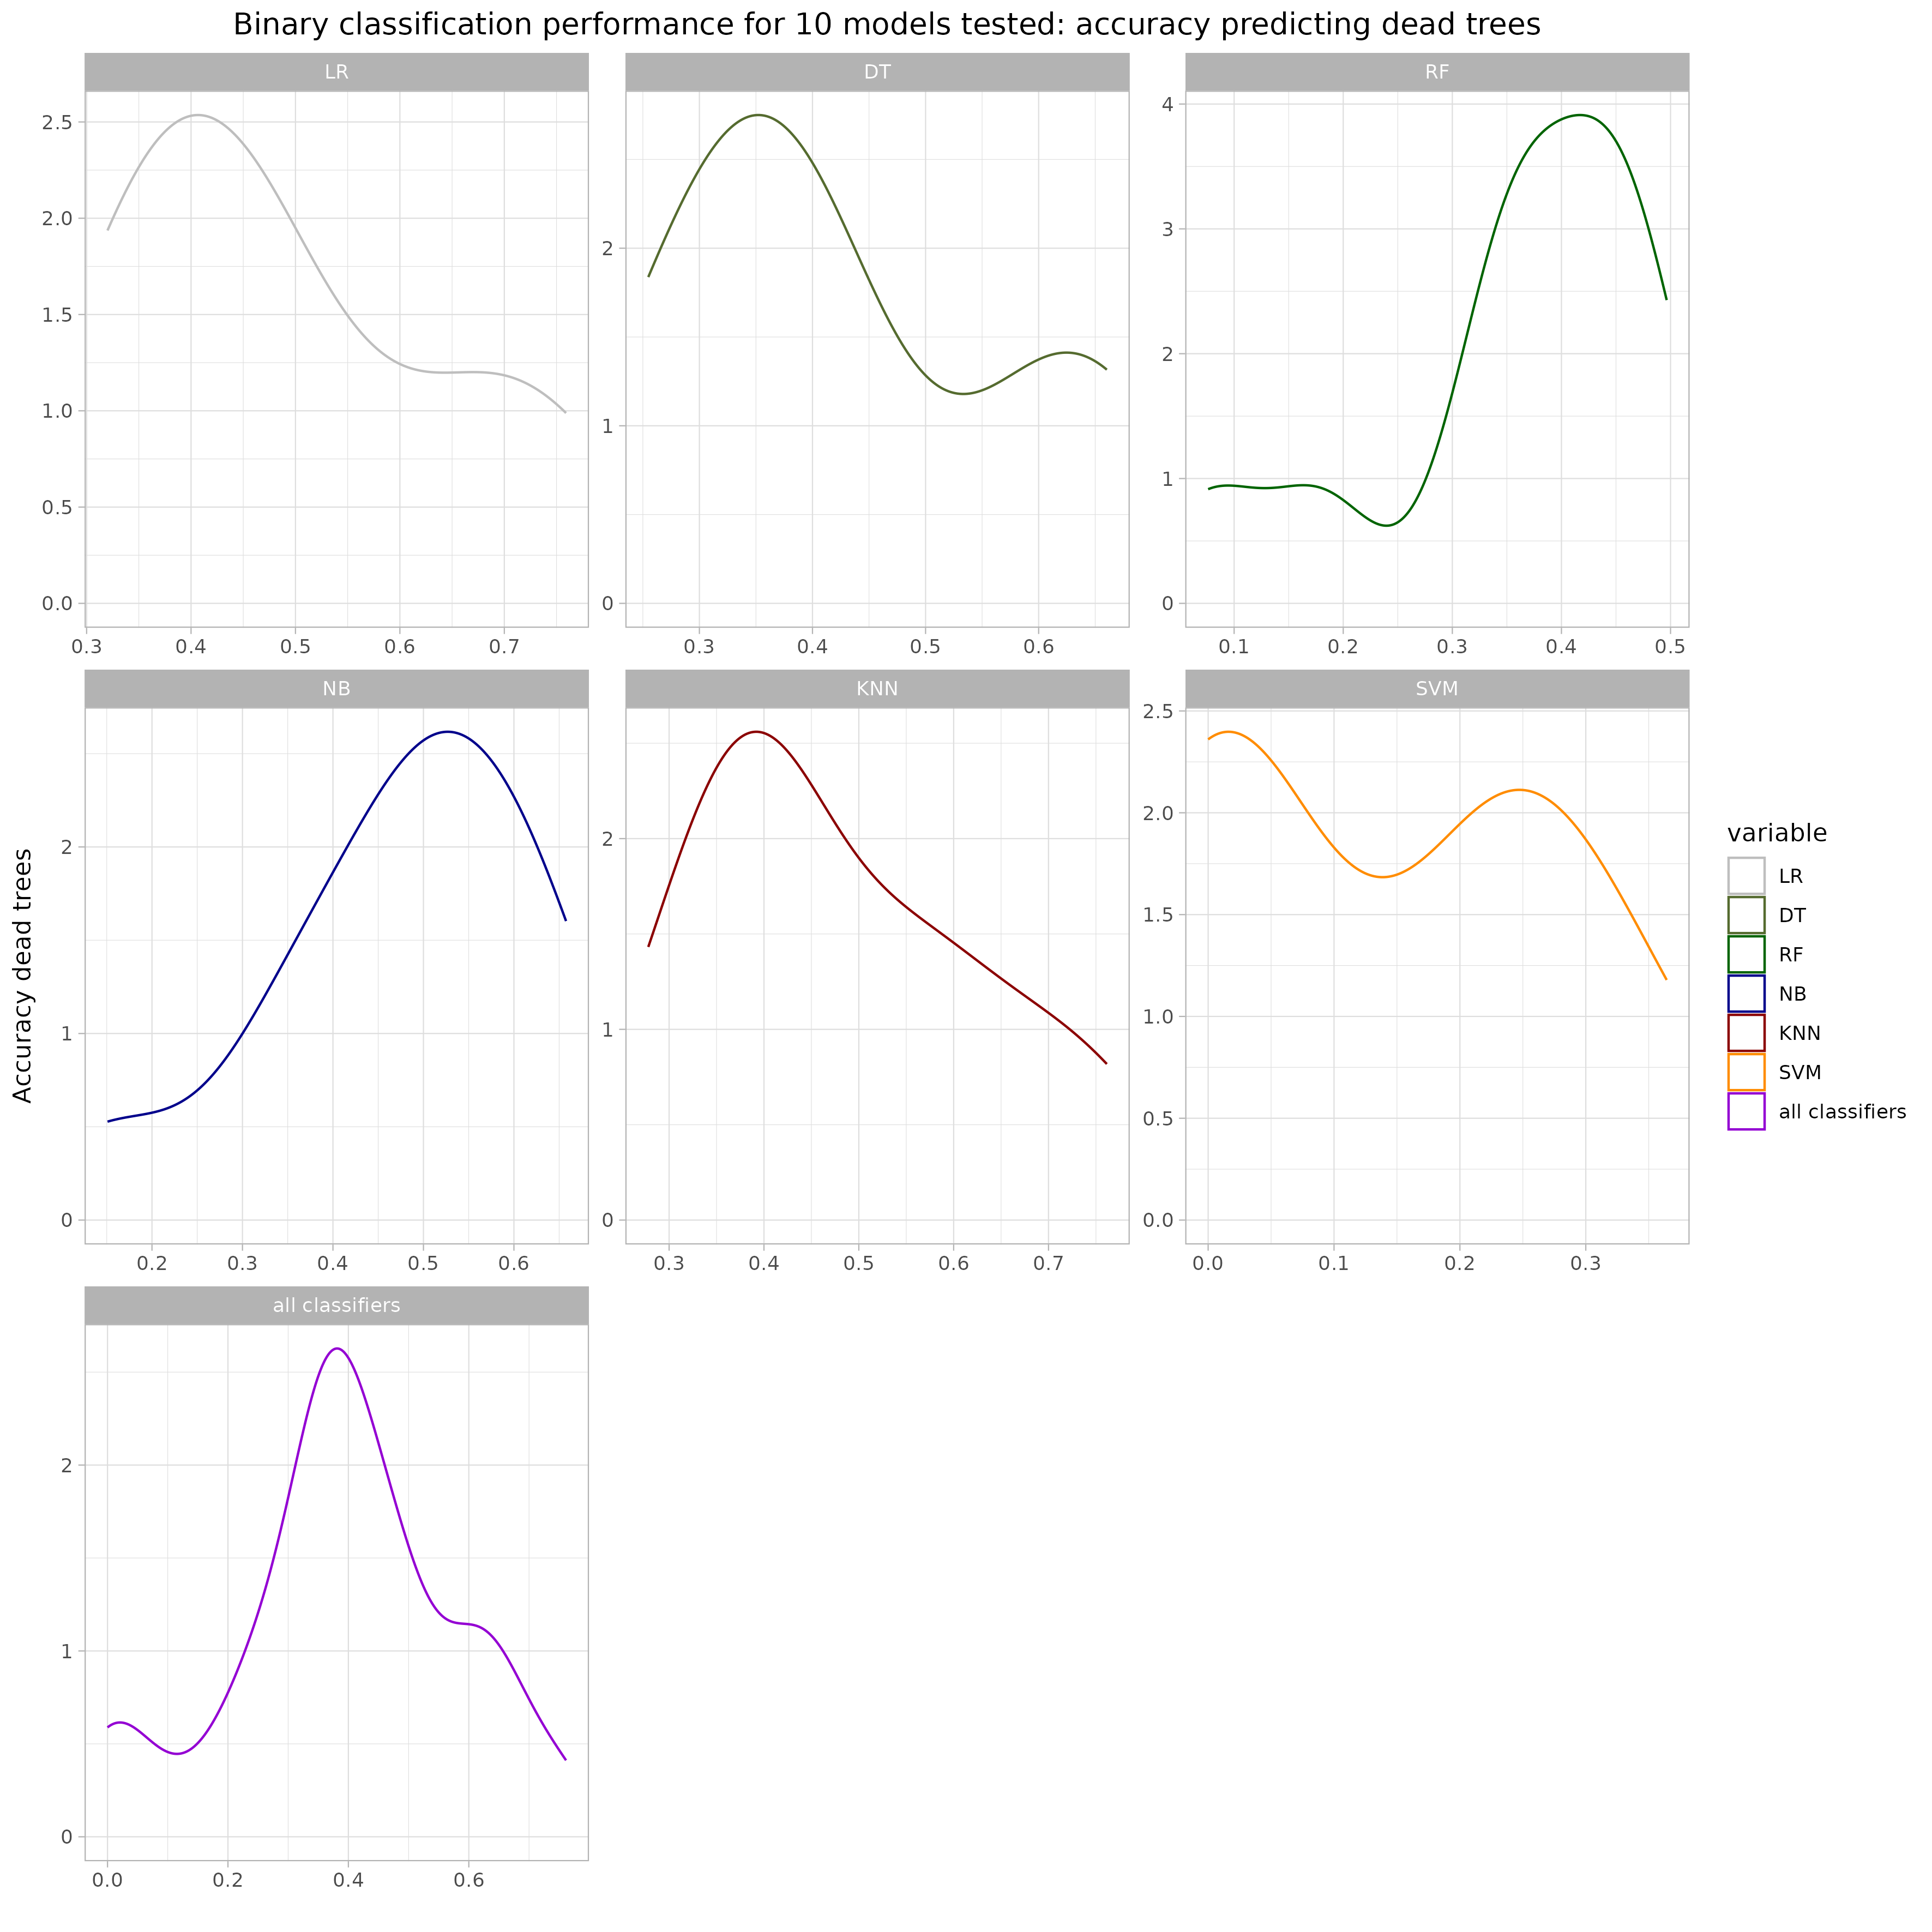 Binary classification performance for 10 models tested: accuracy predicting dead trees
LR
DT
RF
2.5
2.0
1.5
1.0
0.5
0.0
0.3 0.4 0.5 0.6 0.7
2
1
0
0.3 0.4 0.5 0.6
4
3
2
1
0
0.1 0.2 0.3 0.4 0.5
NB
KNN
SVM
2
1
0
0.2 0.3 0.4 0.5 0.6
2
1
0
0.3 0.4 0.5 0.6 0.7
2.5
2.0
1.5
1.0
0.5
0.0
0.0 0.1 0.2 0.3
all classifiers
2
1
0
0.0 0.2 0.4 0.6
Accuracy dead trees
variable
LR
DT
RF
NB
KNN
SVM
all classifiers